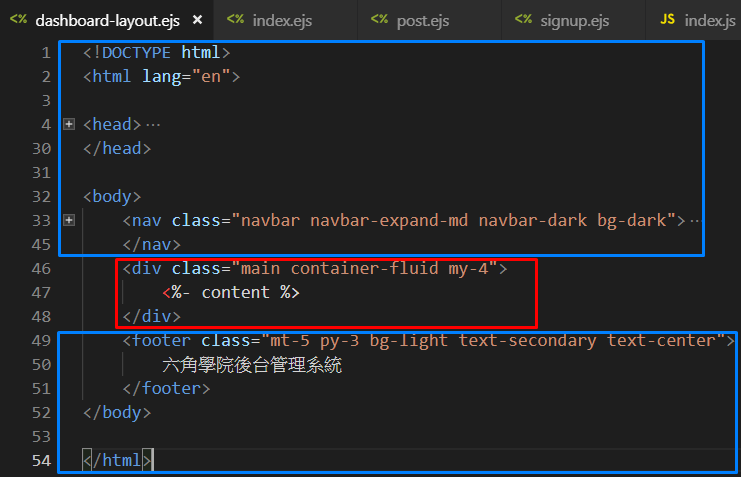 <%> dashboard-layout.ejs × <%> index.ejs <%> post.ejs <%> signup.ejs JS index.js
1 <!DOCTYPE html>
2 <html lang="en">
3
4 <head>…
30 </head>
31
32 <body>
33 <nav class="navbar navbar-expand-md navbar-dark bg-dark">…
45 </nav>
46 <div class="main container-fluid my-4">
47 <%- content %>
48 </div>
49 <footer class="mt-5 py-3 bg-light text-secondary text-center">
50 六角學院後台管理系統
51 </footer>
52 </body>
53
54 </html>